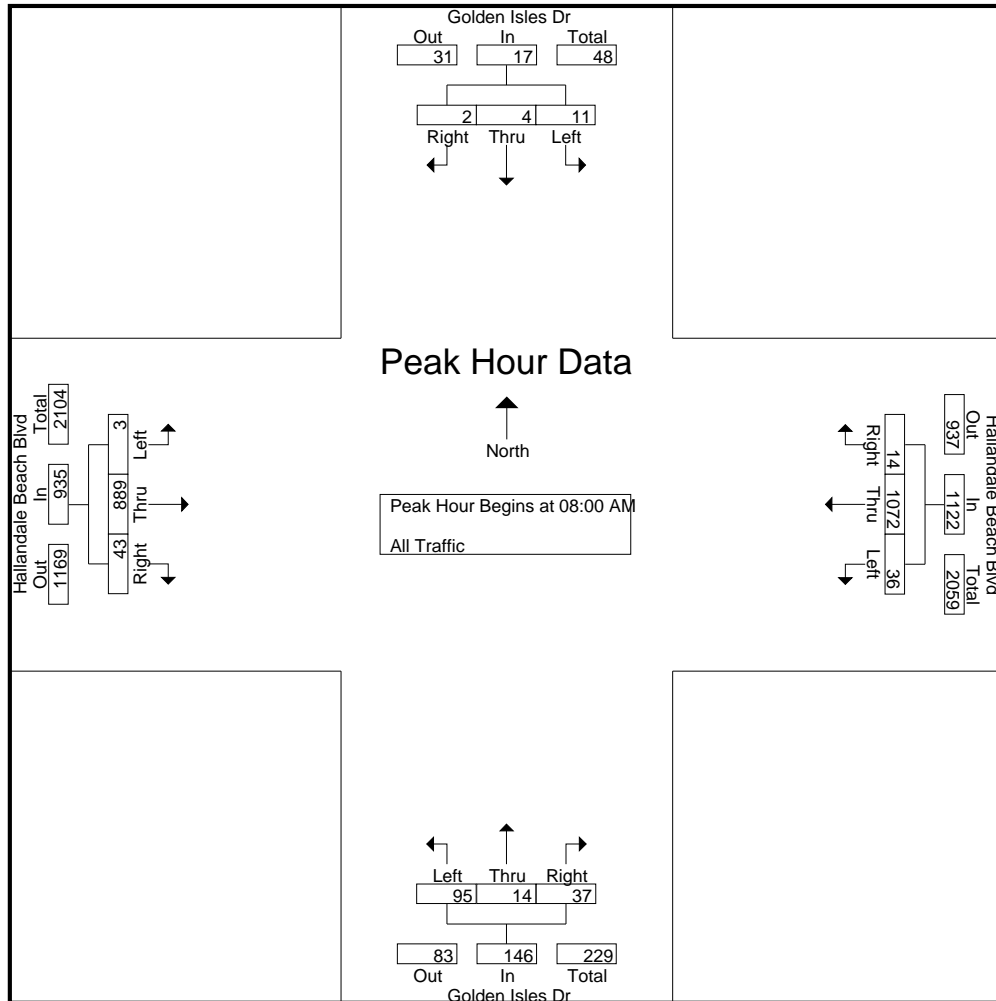 Golden Isles Dr
Out In Total
31 17 48
2 4 11
Right Thru Left
Peak Hour Data
North
Peak Hour Begins at 08:00 AM
All Traffic
Hallandale Beach Blvd
Out In Total
1169 935 2104
3 889 43
Left Thru Right
Hallandale Beach Blvd
Out In Total
937 1122 2059
14 1072 36
Right Thru Left
Left Thru Right
95 14 37
83 146 229
Out In Total
Golden Isles Dr